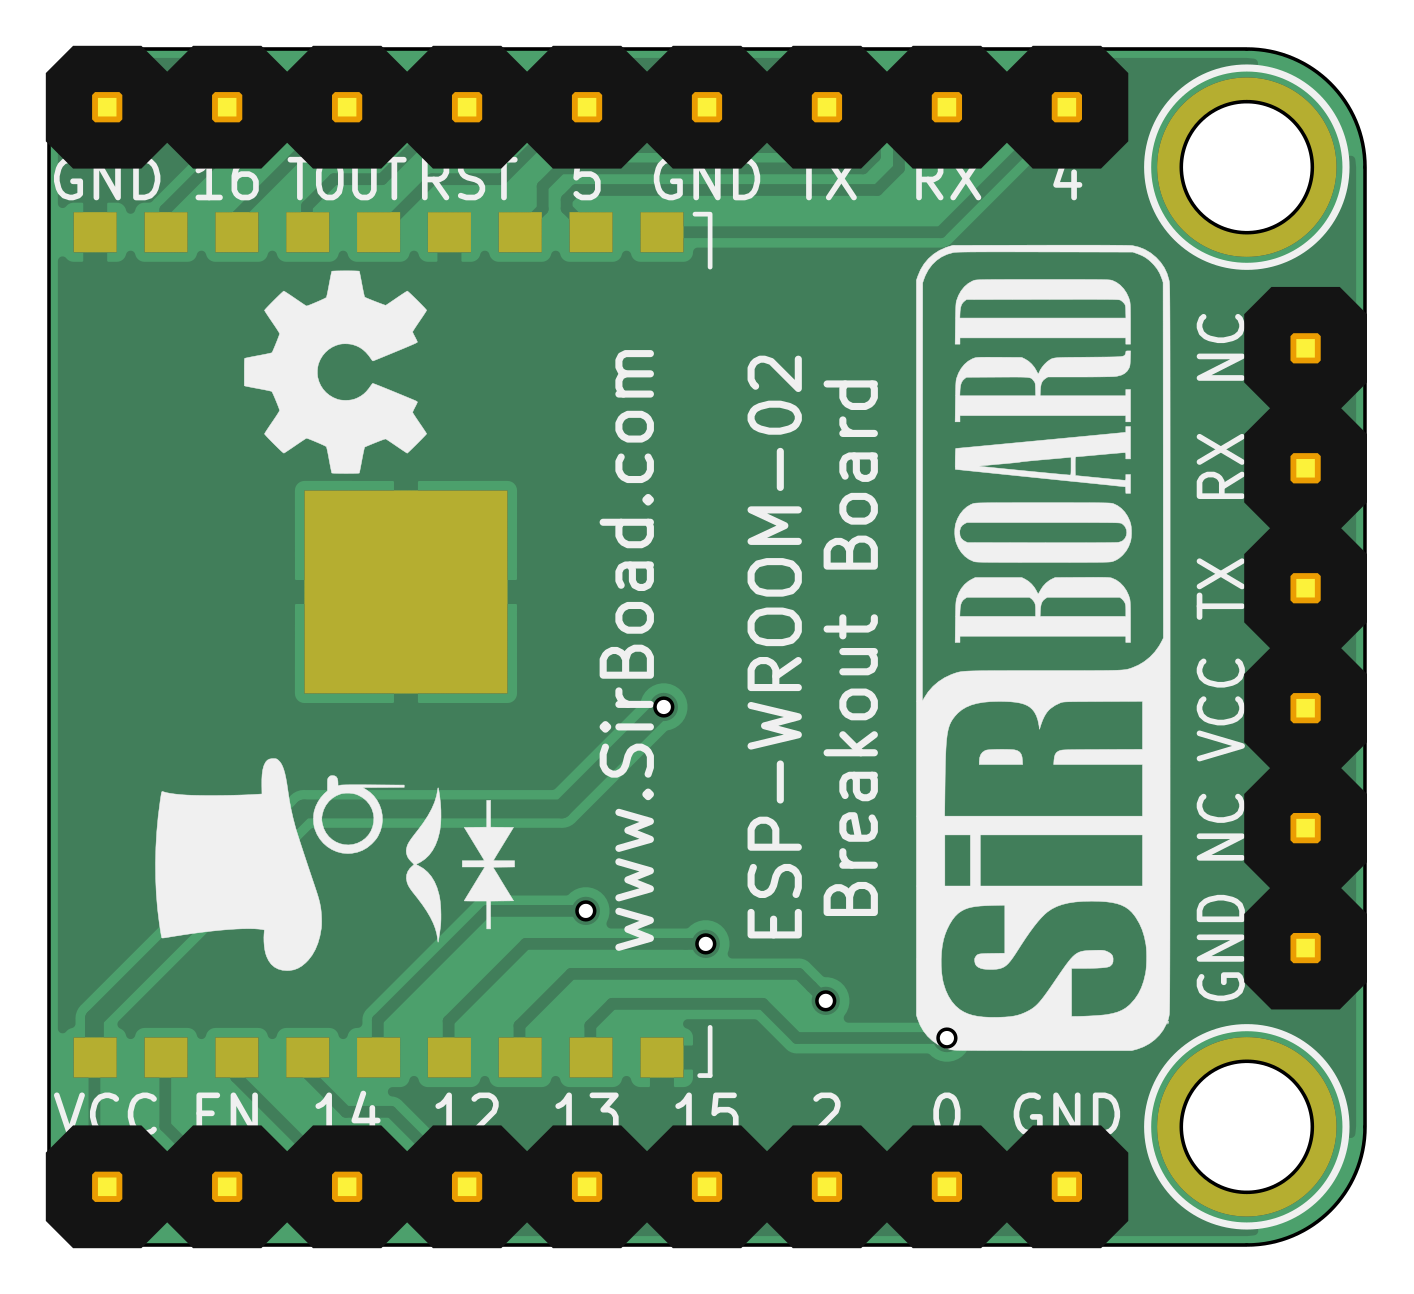 GND 16 TOUT RST 5 GND TX RX 4
www.SirBoad.com
ESP-WROOM-02
Breakout Board
SiR BOARD
NC
RX
TX
VCC
NC
GND
VCC EN 14 12 13 15 2 0 GND